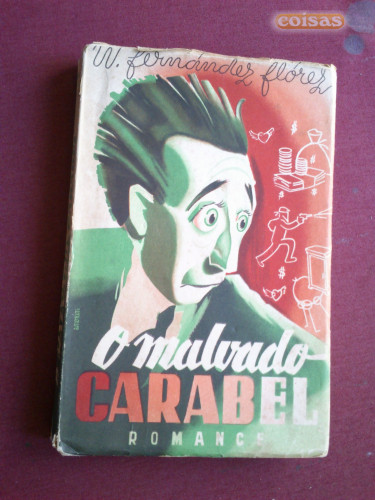 coisas
W. Fernández Flórez
O malvado
CARABEL
ROMANCE